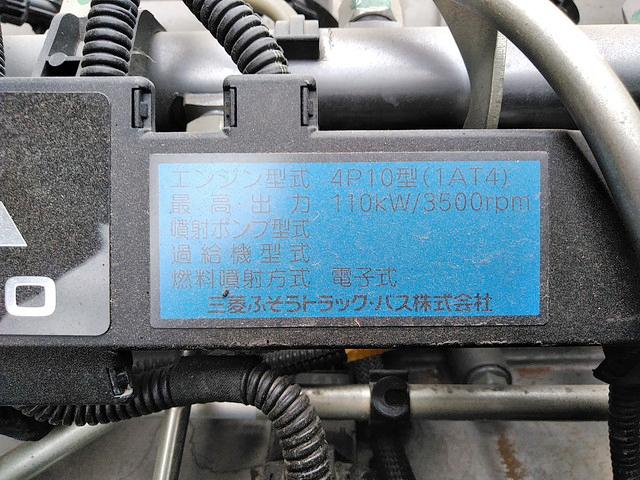 エンジン型式 4P10型(1AT4)
最高・出力 110kW/3500rpm
噴射ポンプ型式
過給機型式
燃料噴射方式 電子式
三菱ふそうトラック・バス株式会社
O